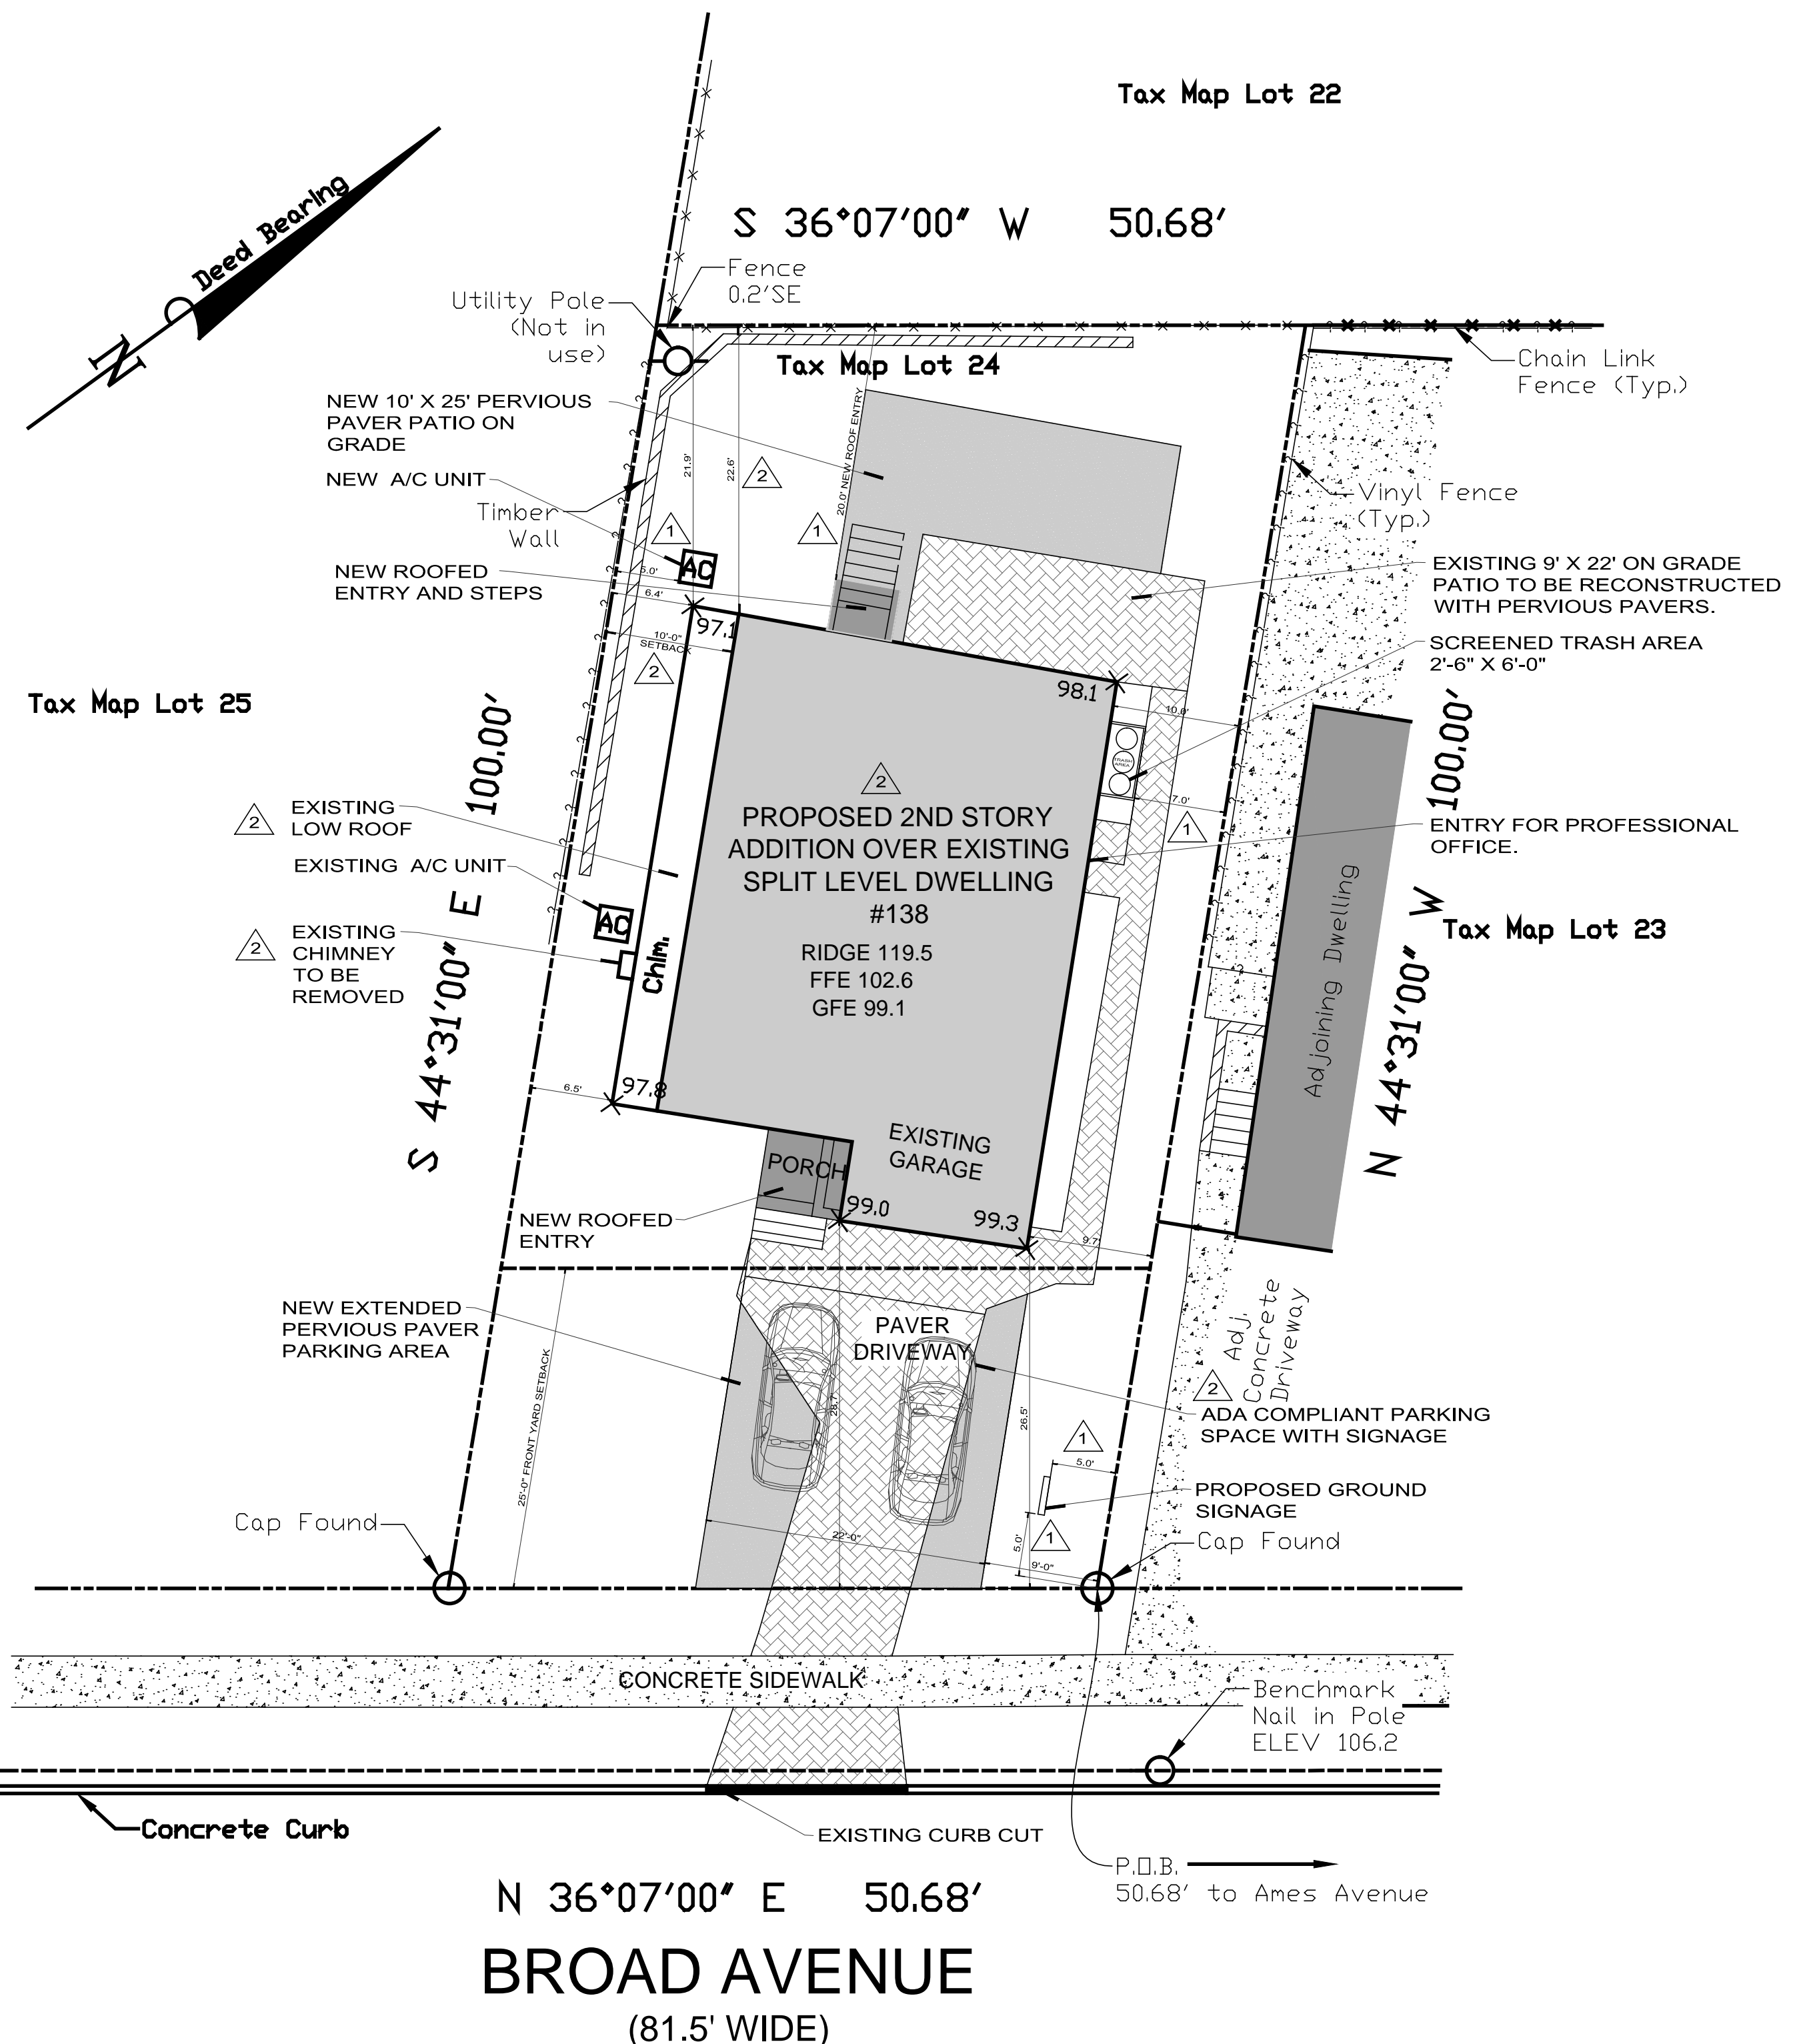 Tax Map Lot 22
Deed Bearing
N
S 36°07'00" W 50.68'
Fence
0.2'SE
Utility Pole
(Not in
use)
Tax Map Lot 24
Chain Link
Fence (Typ.)
NEW 10' X 25' PERVIOUS
PAVER PATIO ON
GRADE
NEW A/C UNIT
Timber
Wall
NEW ROOFED
ENTRY AND STEPS
21.9'
22.6'
2
20.0' NEW ROOF ENTRY
1
1
Vinyl Fence
(Typ.)
EXISTING 9' X 22' ON GRADE
PATIO TO BE RECONSTRUCTED
WITH PERVIOUS PAVERS.
SCREENED TRASH AREA
2'-6" X 6'-0"
AC
5.0'
6.4'
97.1
10'-0"
SETBACK
2
98.1
10.0'
TRASH
AREA
7.0'
1
Tax Map Lot 25
S 44°31'00" E 100.00'
N 44°31'00" W 100.00'
ENTRY FOR PROFESSIONAL
OFFICE.
2
EXISTING
LOW ROOF
EXISTING A/C UNIT
AC
2
EXISTING
CHIMNEY
TO BE
REMOVED
Chim.
2
PROPOSED 2ND STORY
ADDITION OVER EXISTING
SPLIT LEVEL DWELLING
#138
RIDGE 119.5
FFE 102.6
GFE 99.1
Adjoining Dwelling
Tax Map Lot 23
6.5'
97.8
EXISTING
GARAGE
PORCH
99.0
99.3
9.7'
NEW ROOFED
ENTRY
NEW EXTENDED
PERVIOUS PAVER
PARKING AREA
25'-0" FRONT YARD SETBACK
PAVER
DRIVEWAY
28.7'
26.5'
Adj.
Concrete
Driveway
2
ADA COMPLIANT PARKING
SPACE WITH SIGNAGE
1
5.0'
PROPOSED GROUND
SIGNAGE
1
5.0'
22'-0"
9'-0"
Cap Found
Cap Found
CONCRETE SIDEWALK
Benchmark
Nail in Pole
ELEV 106.2
Concrete Curb
EXISTING CURB CUT
P.O.B.
50.68' to Ames Avenue
N 36°07'00" E 50.68'
BROAD AVENUE
(81.5' WIDE)